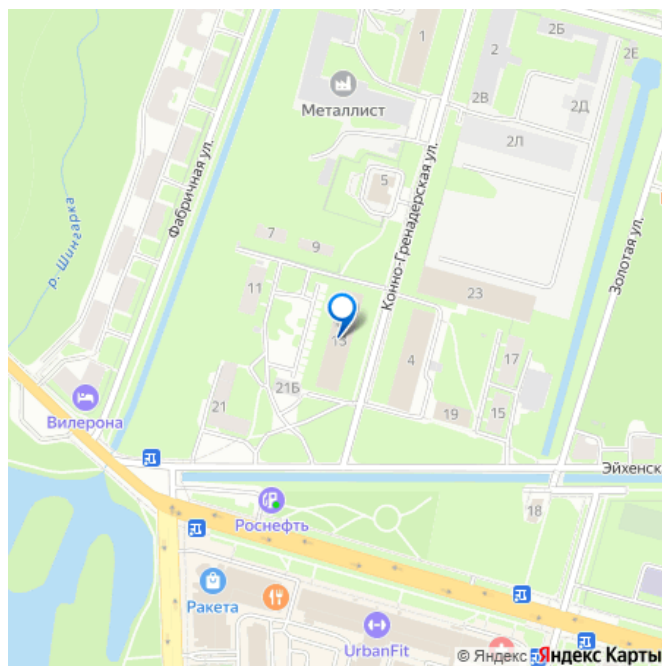 2Б
1
2
2Е
Металлист
2В
2Д
2Л
Фабричная ул.
5
Конно-Гренадерская ул.
р. Шингарка
7
9
Золотая ул.
11
23
13
17
4
21Б
Вилерона
21
19
15
Эйхенск
Роснефть
18
Ракета
UrbanFit
© Яндекс Яндекс Карты